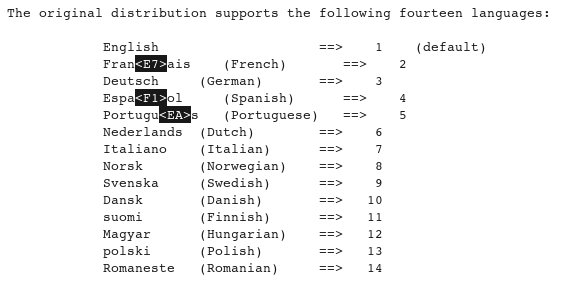 The original distribution supports the following fourteen languages:
English ==> 1 (default)
Fran<E7>ais (French) ==> 2
Deutsch (German) ==> 3
Espa<F1>ol (Spanish) ==> 4
Portugu<EA>s (Portuguese) ==> 5
Nederlands (Dutch) ==> 6
Italiano (Italian) ==> 7
Norsk (Norwegian) ==> 8
Svenska (Swedish) ==> 9
Dansk (Danish) ==> 10
suomi (Finnish) ==> 11
Magyar (Hungarian) ==> 12
polski (Polish) ==> 13
Romaneste (Romanian) ==> 14